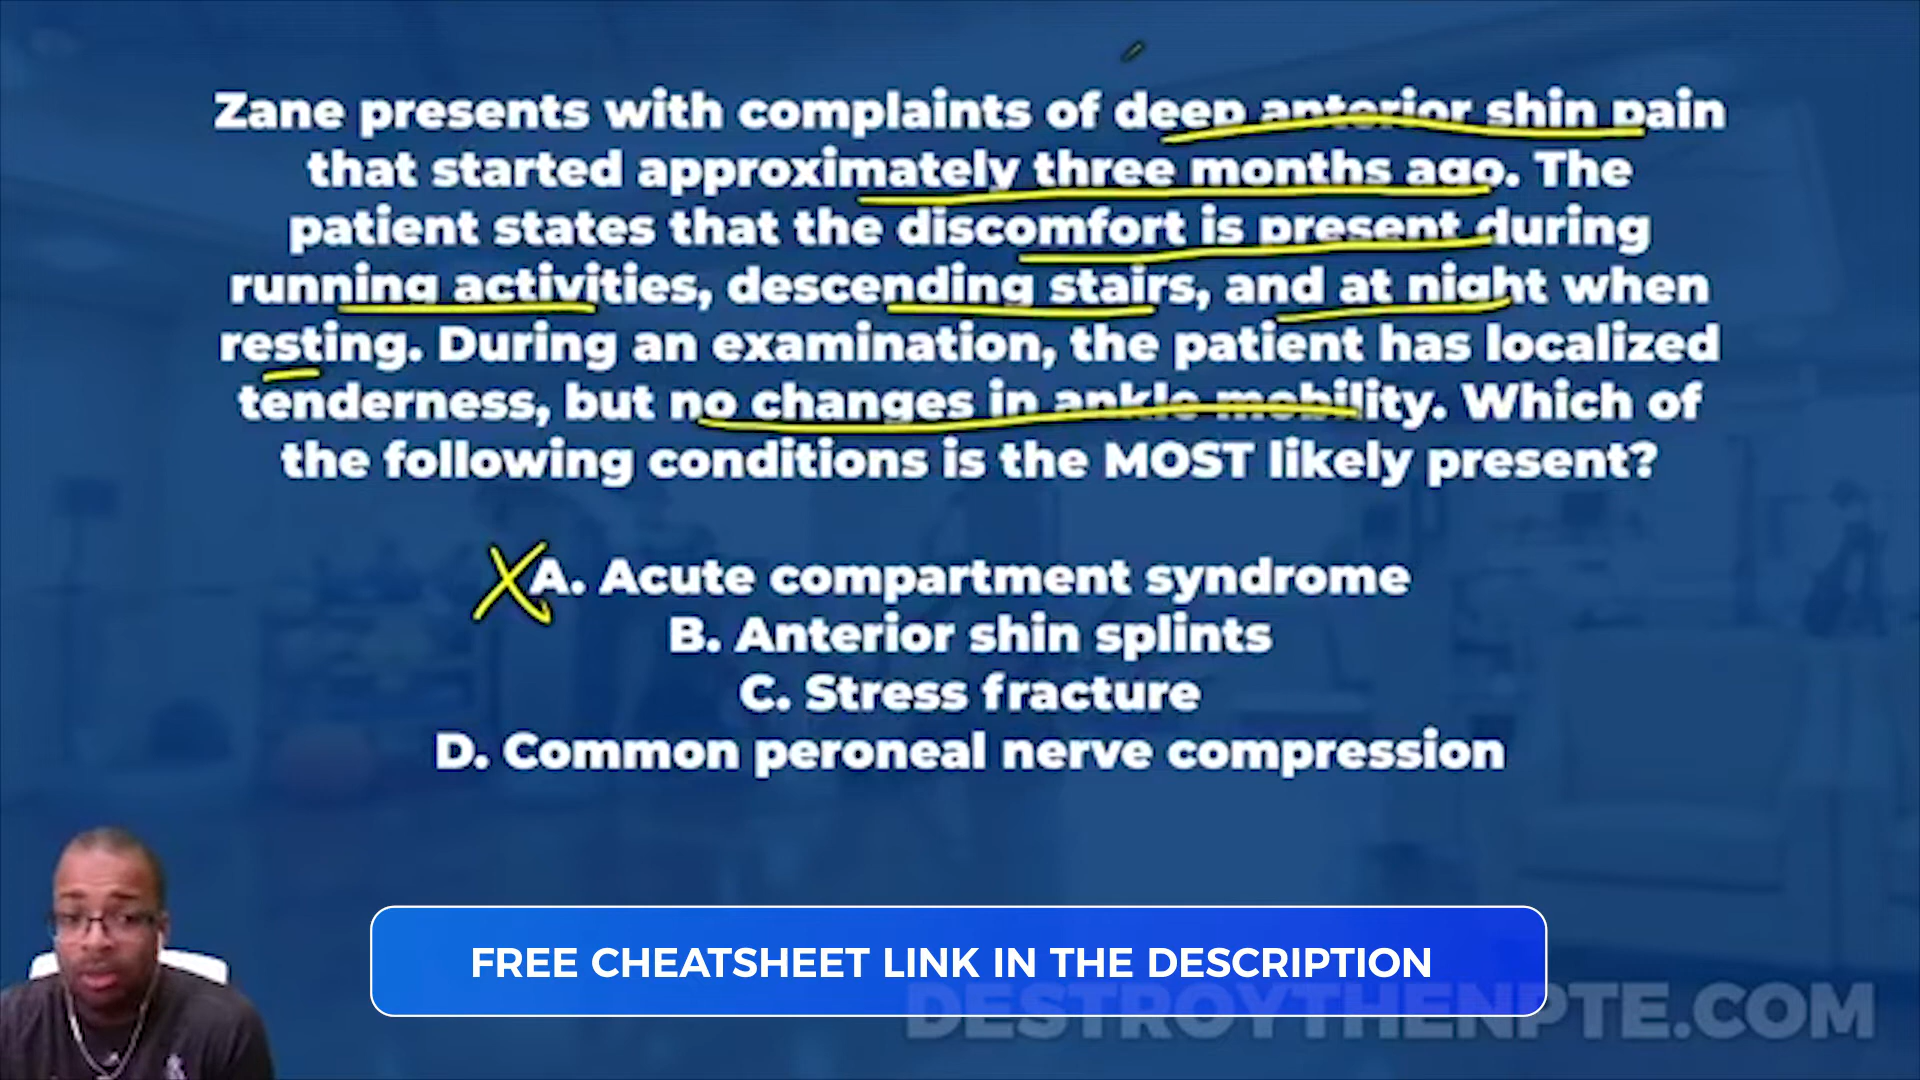 Zane presents with complaints of deep anterior shin pain
that started approximately three months ago. The
patient states that the discomfort is present during
running activities, descending stairs, and at night when
resting. During an examination, the patient has localized
tenderness, but no changes in ankle mobility. Which of
the following conditions is the MOST likely present?
A. Acute compartment syndrome
B. Anterior shin splints
C. Stress fracture
D. Common peroneal nerve compression
FREE CHEATSHEET LINK IN THE DESCRIPTION
DESTROYTHENPTE.COM